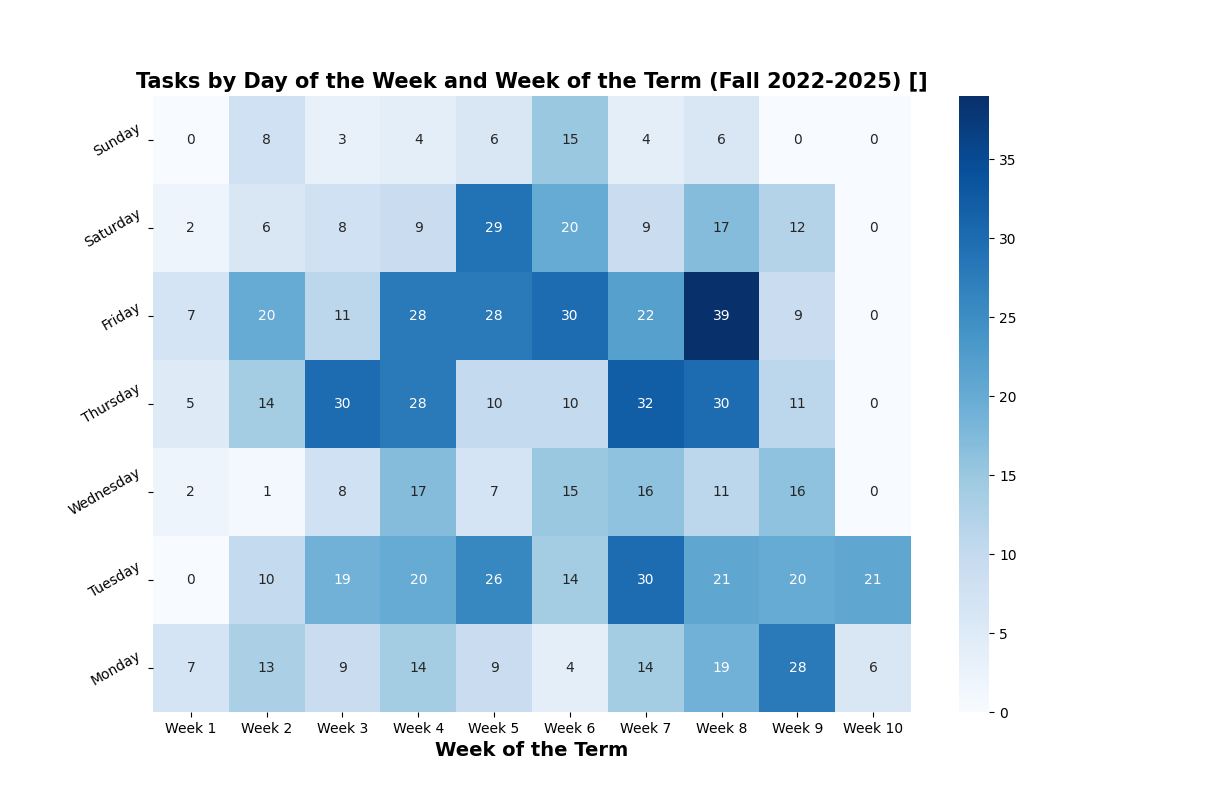 Tasks by Day of the Week and Week of the Term (Fall 2022-2025) []
Sunday 0 8 3 4 6 15 4 6 0 0
Saturday 2 6 8 9 29 20 9 17 12 0
Friday 7 20 11 28 28 30 22 39 9 0
Thursday 5 14 30 28 10 10 32 30 11 0
Wednesday 2 1 8 17 7 15 16 11 16 0
Tuesday 0 10 19 20 26 14 30 21 20 21
Monday 7 13 9 14 9 4 14 19 28 6
Week 1 Week 2 Week 3 Week 4 Week 5 Week 6 Week 7 Week 8 Week 9 Week 10
Week of the Term
35
30
25
20
15
10
5
0